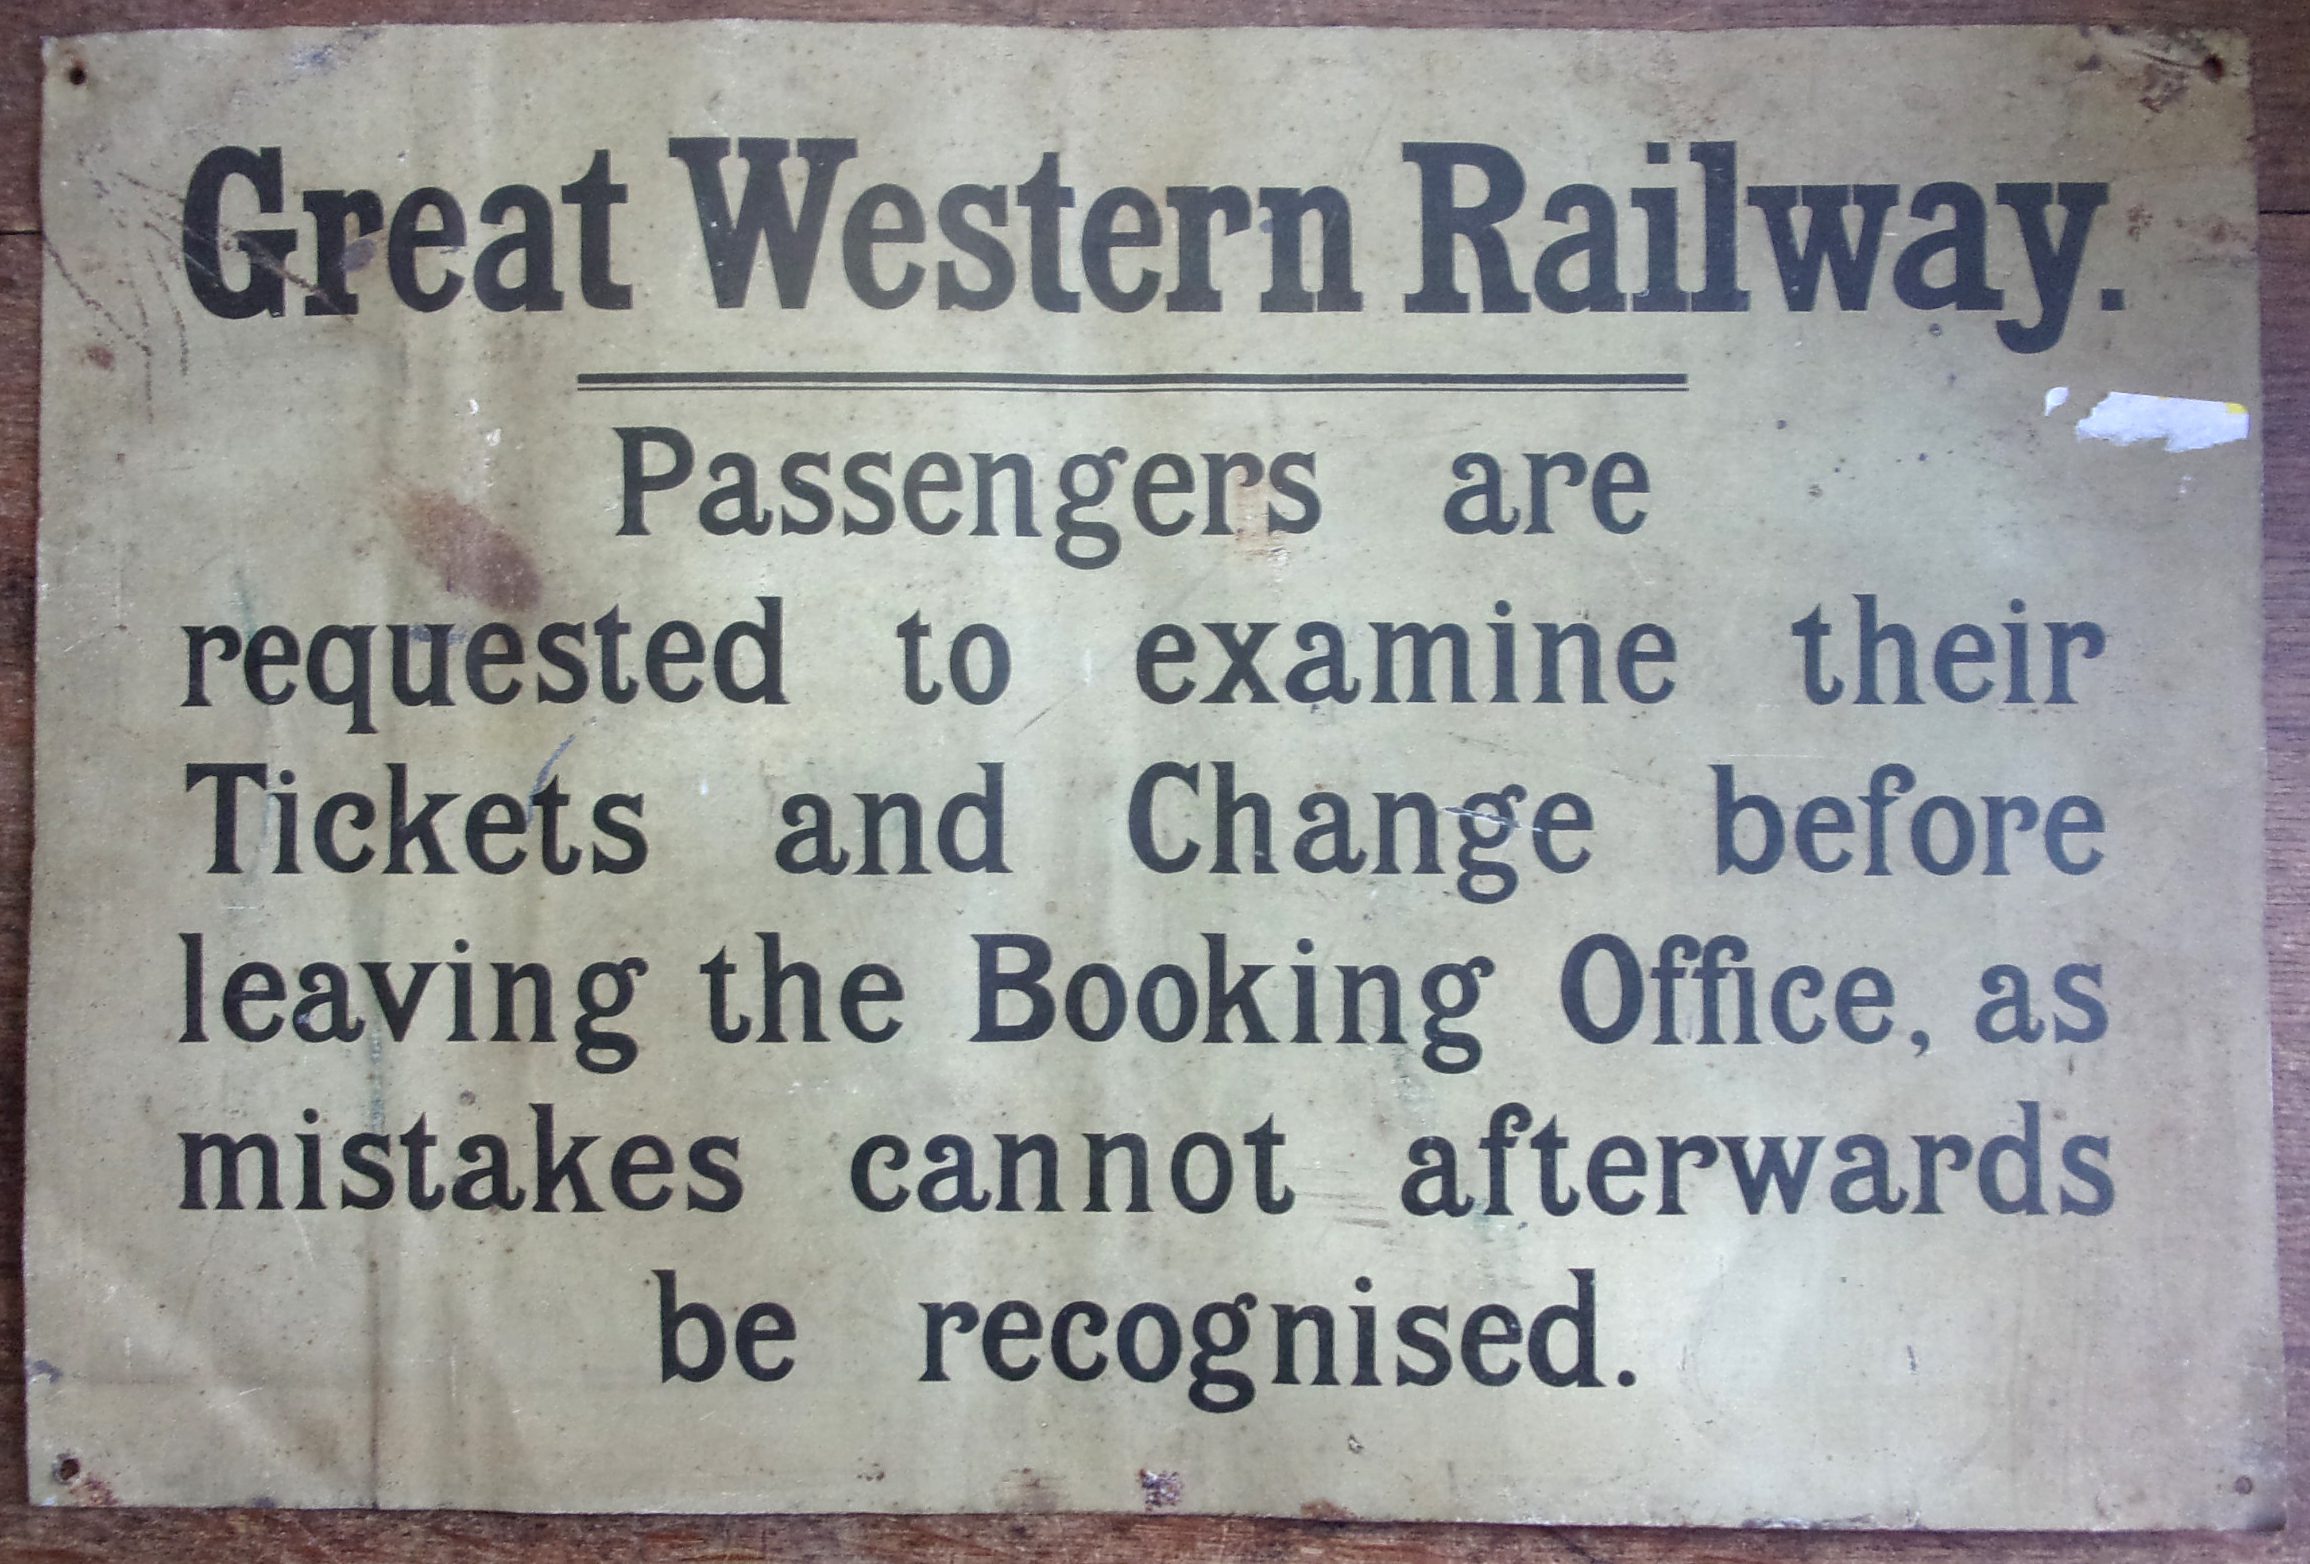 Great Western Railway.
Passengers are
requested to examine their
Tickets and Change before
leaving the Booking Office, as
mistakes cannot afterwards
be recognised.